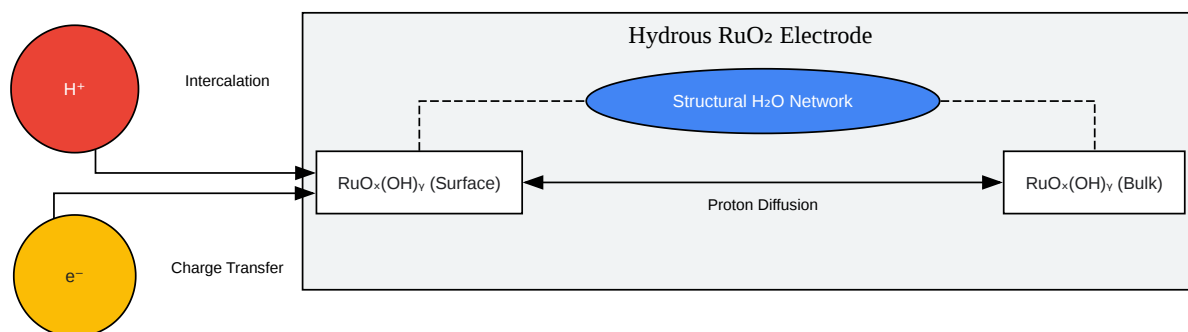 Hydrous RuO₂ Electrode
H⁺
Intercalation
Structural H₂O Network
RuOₓ(OH)ᵧ (Surface)
RuOₓ(OH)ᵧ (Bulk)
Proton Diffusion
Charge Transfer
e⁻